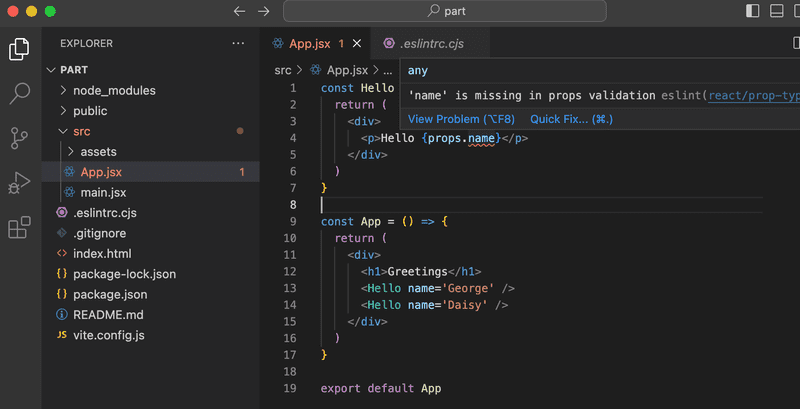 part
EXPLORER
PART
node_modules
public
src
assets
App.jsx 1
main.jsx
.eslintrc.cjs
.gitignore
index.html
package-lock.json
package.json
README.md
JS vite.config.js
App.jsx 1
.eslintrc.cjs
src > App.jsx > ...
any
'name' is missing in props validation eslint(react/prop-typ
View Problem (⌥F8) Quick Fix... (⌘.)
1 const Hello
2 return (
3 <div>
4 <p>Hello {props.name}</p>
5 </div>
6 )
7 }
8
9 const App = () => {
10 return (
11 <div>
12 <h1>Greetings</h1>
13 <Hello name='George' />
14 <Hello name='Daisy' />
15 </div>
16 )
17 }
18
19 export default App